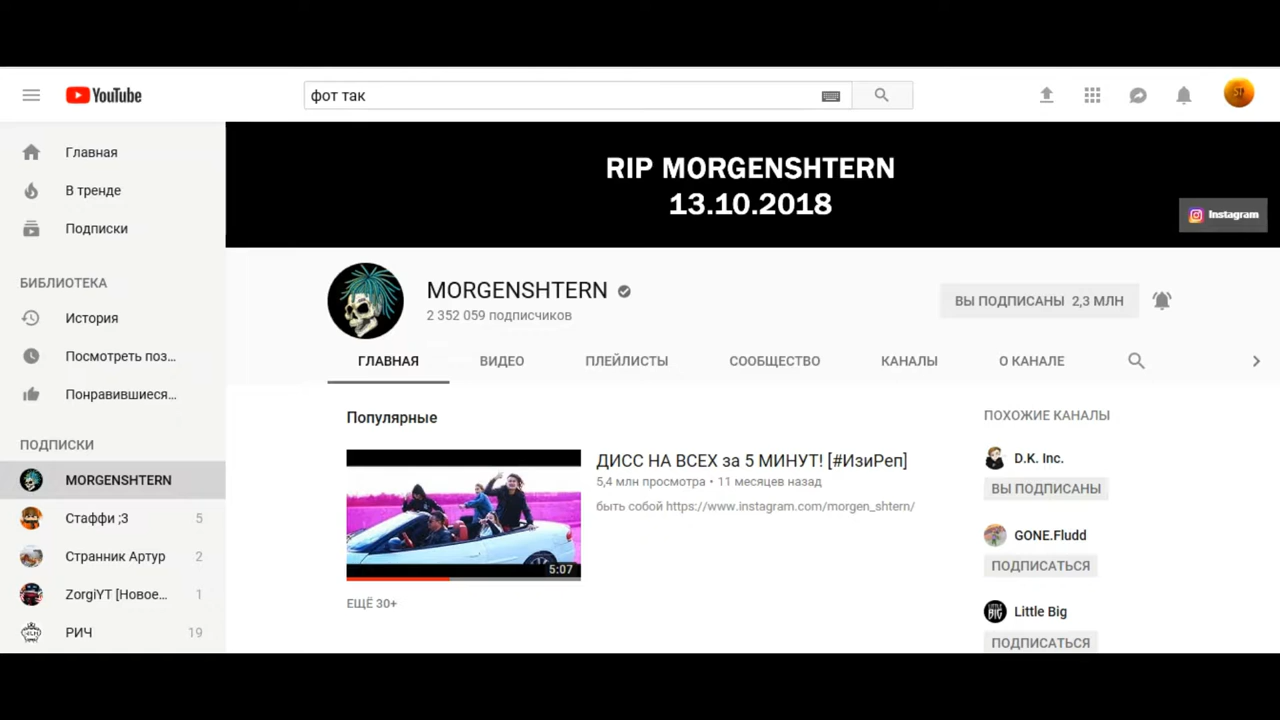 YouTube
фот так
Главная
В тренде
Подписки
БИБЛИОТЕКА
История
Посмотреть поз...
Понравившиеся...
ПОДПИСКИ
MORGENSHTERN
Стаффи ;3 5
Странник Артур 2
ZorgiYT [Новое... 1
РИЧ 19
RIP MORGENSHTERN
13.10.2018
Instagram
MORGENSHTERN
2 352 059 подписчиков
ВЫ ПОДПИСАНЫ 2,3 МЛН
ГЛАВНАЯ ВИДЕО ПЛЕЙЛИСТЫ СООБЩЕСТВО КАНАЛЫ О КАНАЛЕ
Популярные
5:07
ДИСС НА ВСЕХ за 5 МИНУТ! [#ИзиРеп]
5,4 млн просмотра • 11 месяцев назад
быть собой https://www.instagram.com/morgen_shtern/
ЕЩЁ 30+
ПОХОЖИЕ КАНАЛЫ
D.K. Inc.
ВЫ ПОДПИСАНЫ
GONE.Fludd
ПОДПИСАТЬСЯ
LITTLE BIG
Little Big
ПОДПИСАТЬСЯ